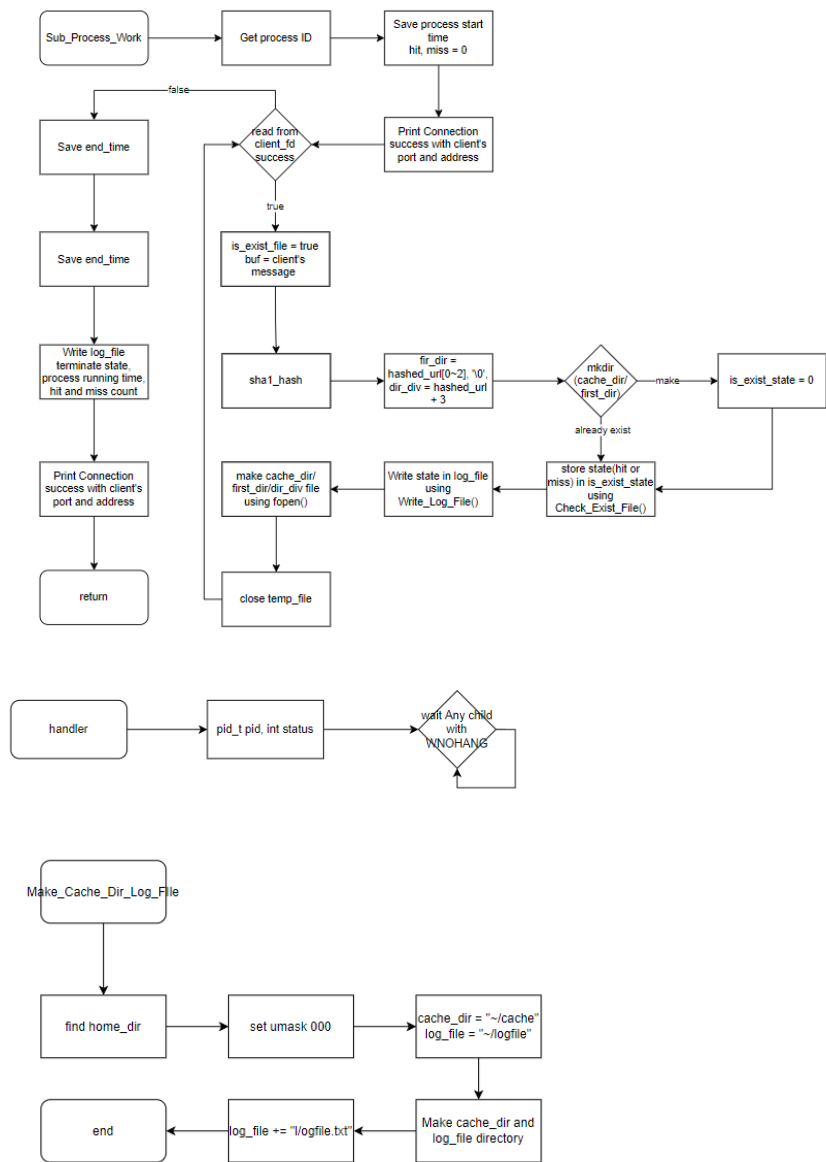 Sub_Process_Work
Get process ID
Save process start
time
hit, miss = 0
false
Save end_time
read from
client_fd
success
Print Connection
success with client's
port and address
true
Save end_time
is_exist_file = true
buf = client's
message
Write log_file
terminate state,
process running time,
hit and miss count
sha1_hash
fir_dir =
hashed_url[0~2], '\0',
dir_div = hashed_url
+ 3
mkdir
(cache_dir/
first_dir)
make
is_exist_state = 0
already exist
Print Connection
success with client's
port and address
make cache_dir/
first_dir/dir_div file
using fopen()
Write state in log_file
using
Write_Log_File()
store state(hit or
miss) in is_exist_state
using
Check_Exist_File()
return
close temp_file
handler
pid_t pid, int status
wait Any child
with
WNOHANG
Make_Cache_Dir_Log_FIle
find home_dir
set umask 000
cache_dir = "~/cache"
log_file = "~/logfile"
end
log_file += "l/ogfile.txt"
Make cache_dir and
log_file directory